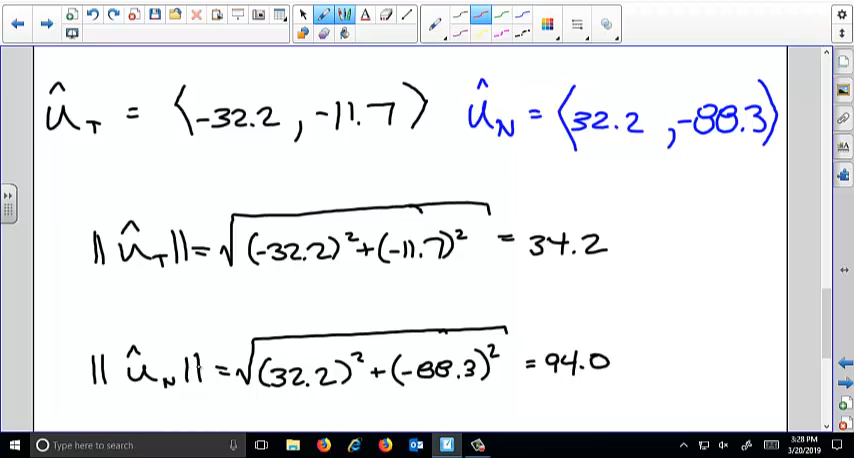 û_T = ⟨-32.2, -11.7⟩ û_N = ⟨32.2, -88.3⟩
||û_T|| = √(-32.2)²+(-11.7)² = 34.2
||û_N|| = √(32.2)²+(-88.3)² = 94.0
Type here to search
3:28 PM
3/20/2019